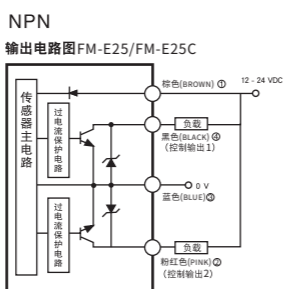 NPN
输出电路图FM-E25/FM-E25C
棕色(BROWN) ①
12 - 24 VDC
传感器主电路
过电流保护电路
负载
黑色(BLACK) ④
(控制输出1)
0 V
蓝色(BLUE)③
过电流保护电路
负载
粉红色(PINK)②
(控制输出2)